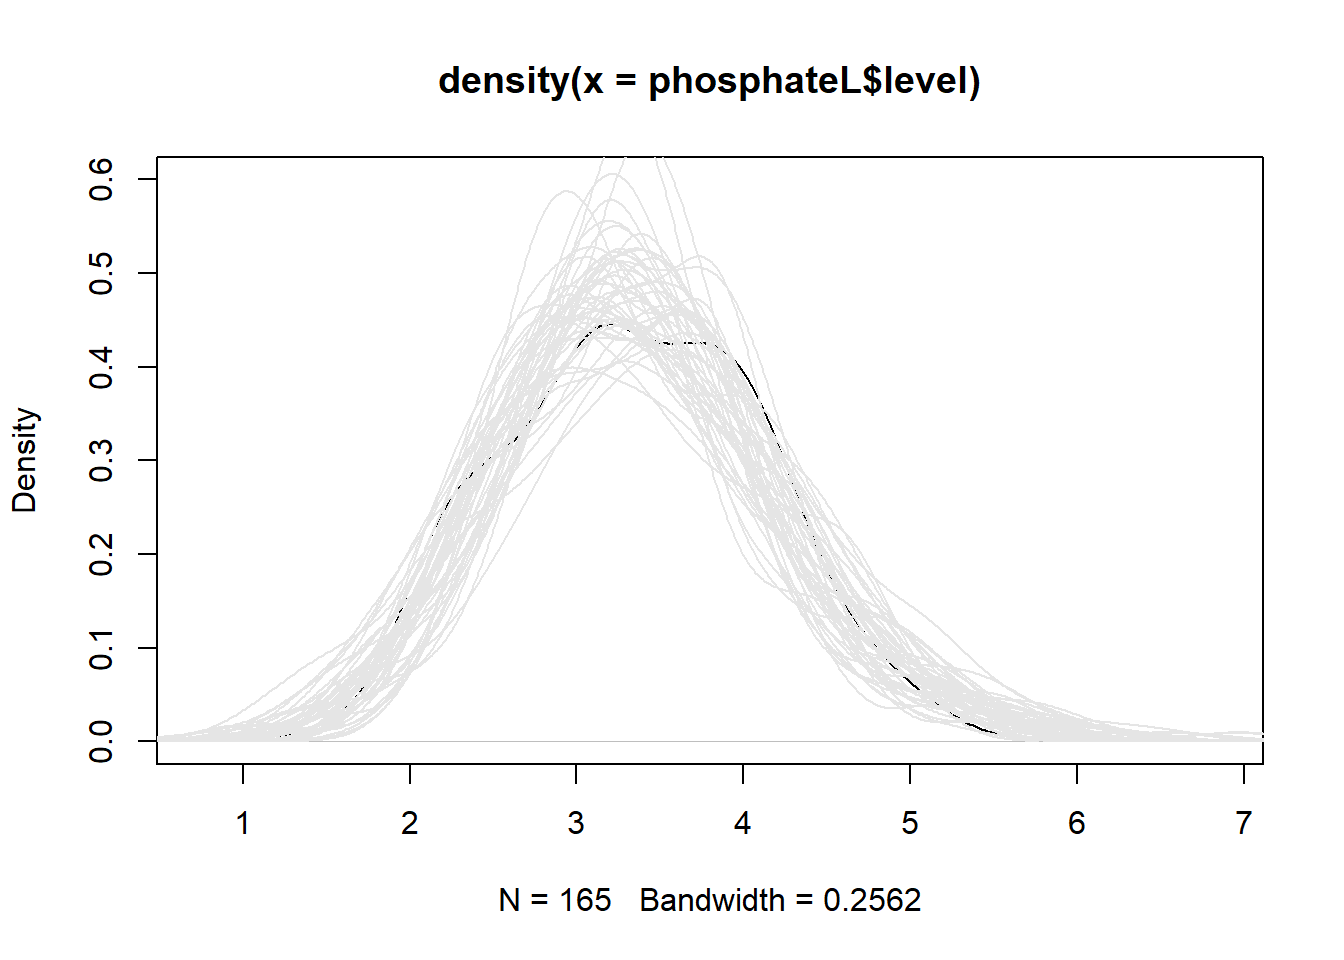 density(x = phosphateL$level)
Density
0.6
0.5
0.4
0.3
0.2
0.1
0.0
1 2 3 4 5 6 7
N = 165 Bandwidth = 0.2562